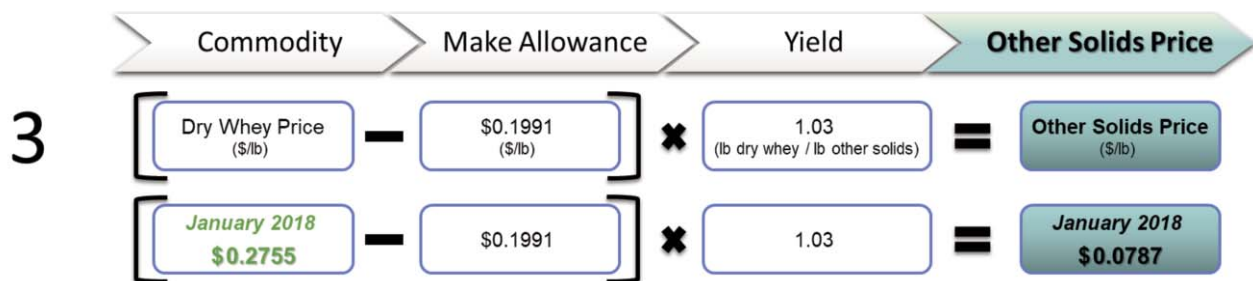 Commodity
Make Allowance
Yield
Other Solids Price
3
Dry Whey Price
($/lb)
$0.1991
($/lb)
1.03
(lb dry whey / lb other solids)
Other Solids Price
($/lb)
January 2018
$0.2755
$0.1991
1.03
January 2018
$0.0787